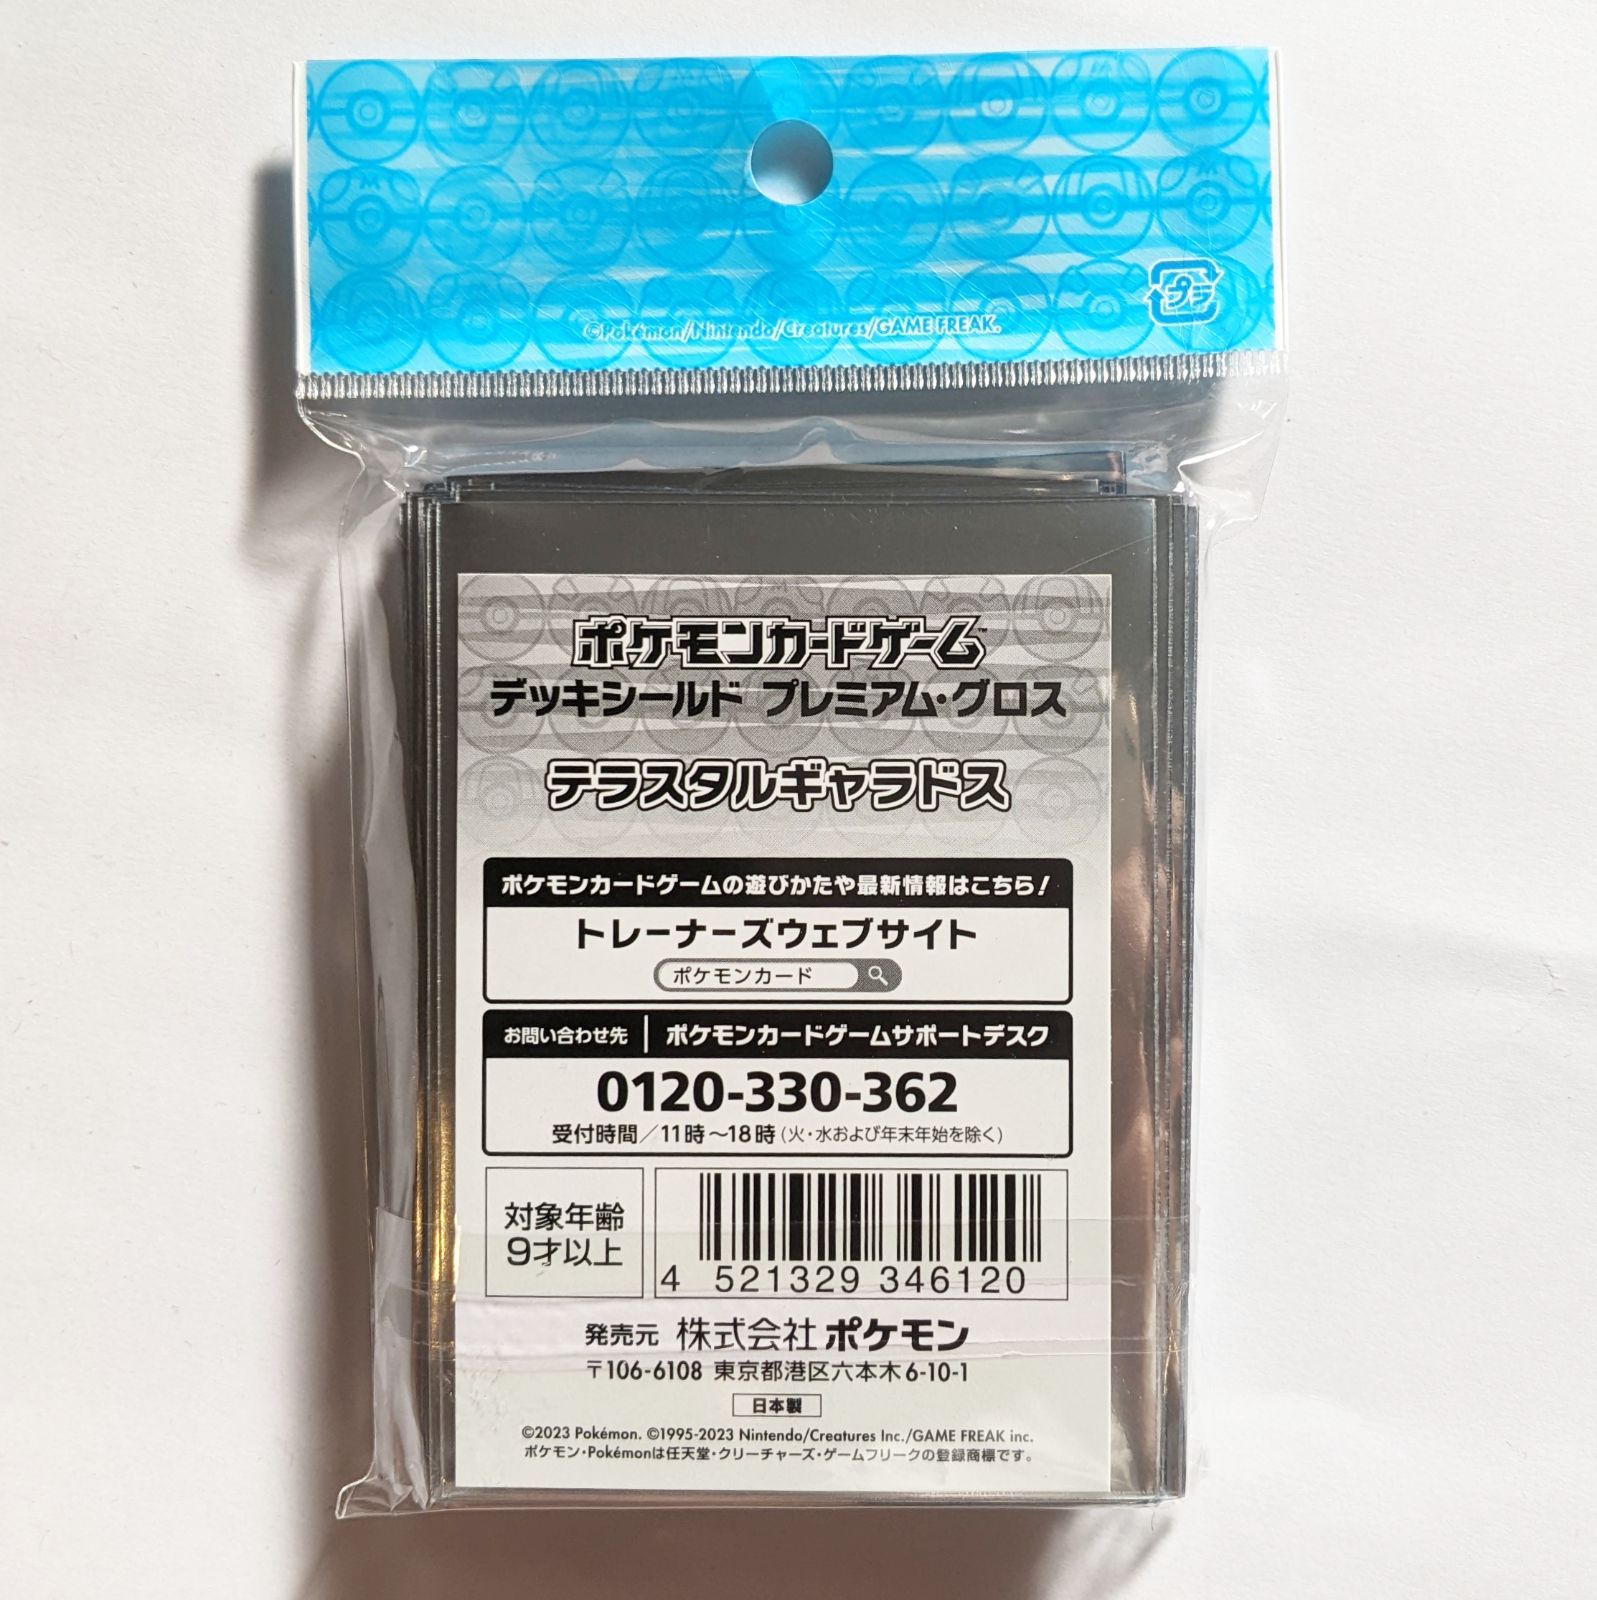 プラ
©Pokémon/Nintendo/Creatures/GAME FREAK.
ポケモンカードゲーム™
デッキシールド プレミアム・グロス
テラスタルギャラドス
ポケモンカードゲームの遊びかたや最新情報はこちら！
トレーナーズウェブサイト
ポケモンカード
お問い合わせ先 ポケモンカードゲームサポートデスク
0120-330-362
受付時間／11時〜18時（火・水および年末年始を除く）
対象年齢
9才以上
4 521329 346120
発売元 株式会社ポケモン
〒106-6108 東京都港区六本木6-10-1
日本製
©2023 Pokémon. ©1995-2023 Nintendo/Creatures Inc./GAME FREAK inc.
ポケモン・Pokémonは任天堂・クリーチャーズ・ゲームフリークの登録商標です。